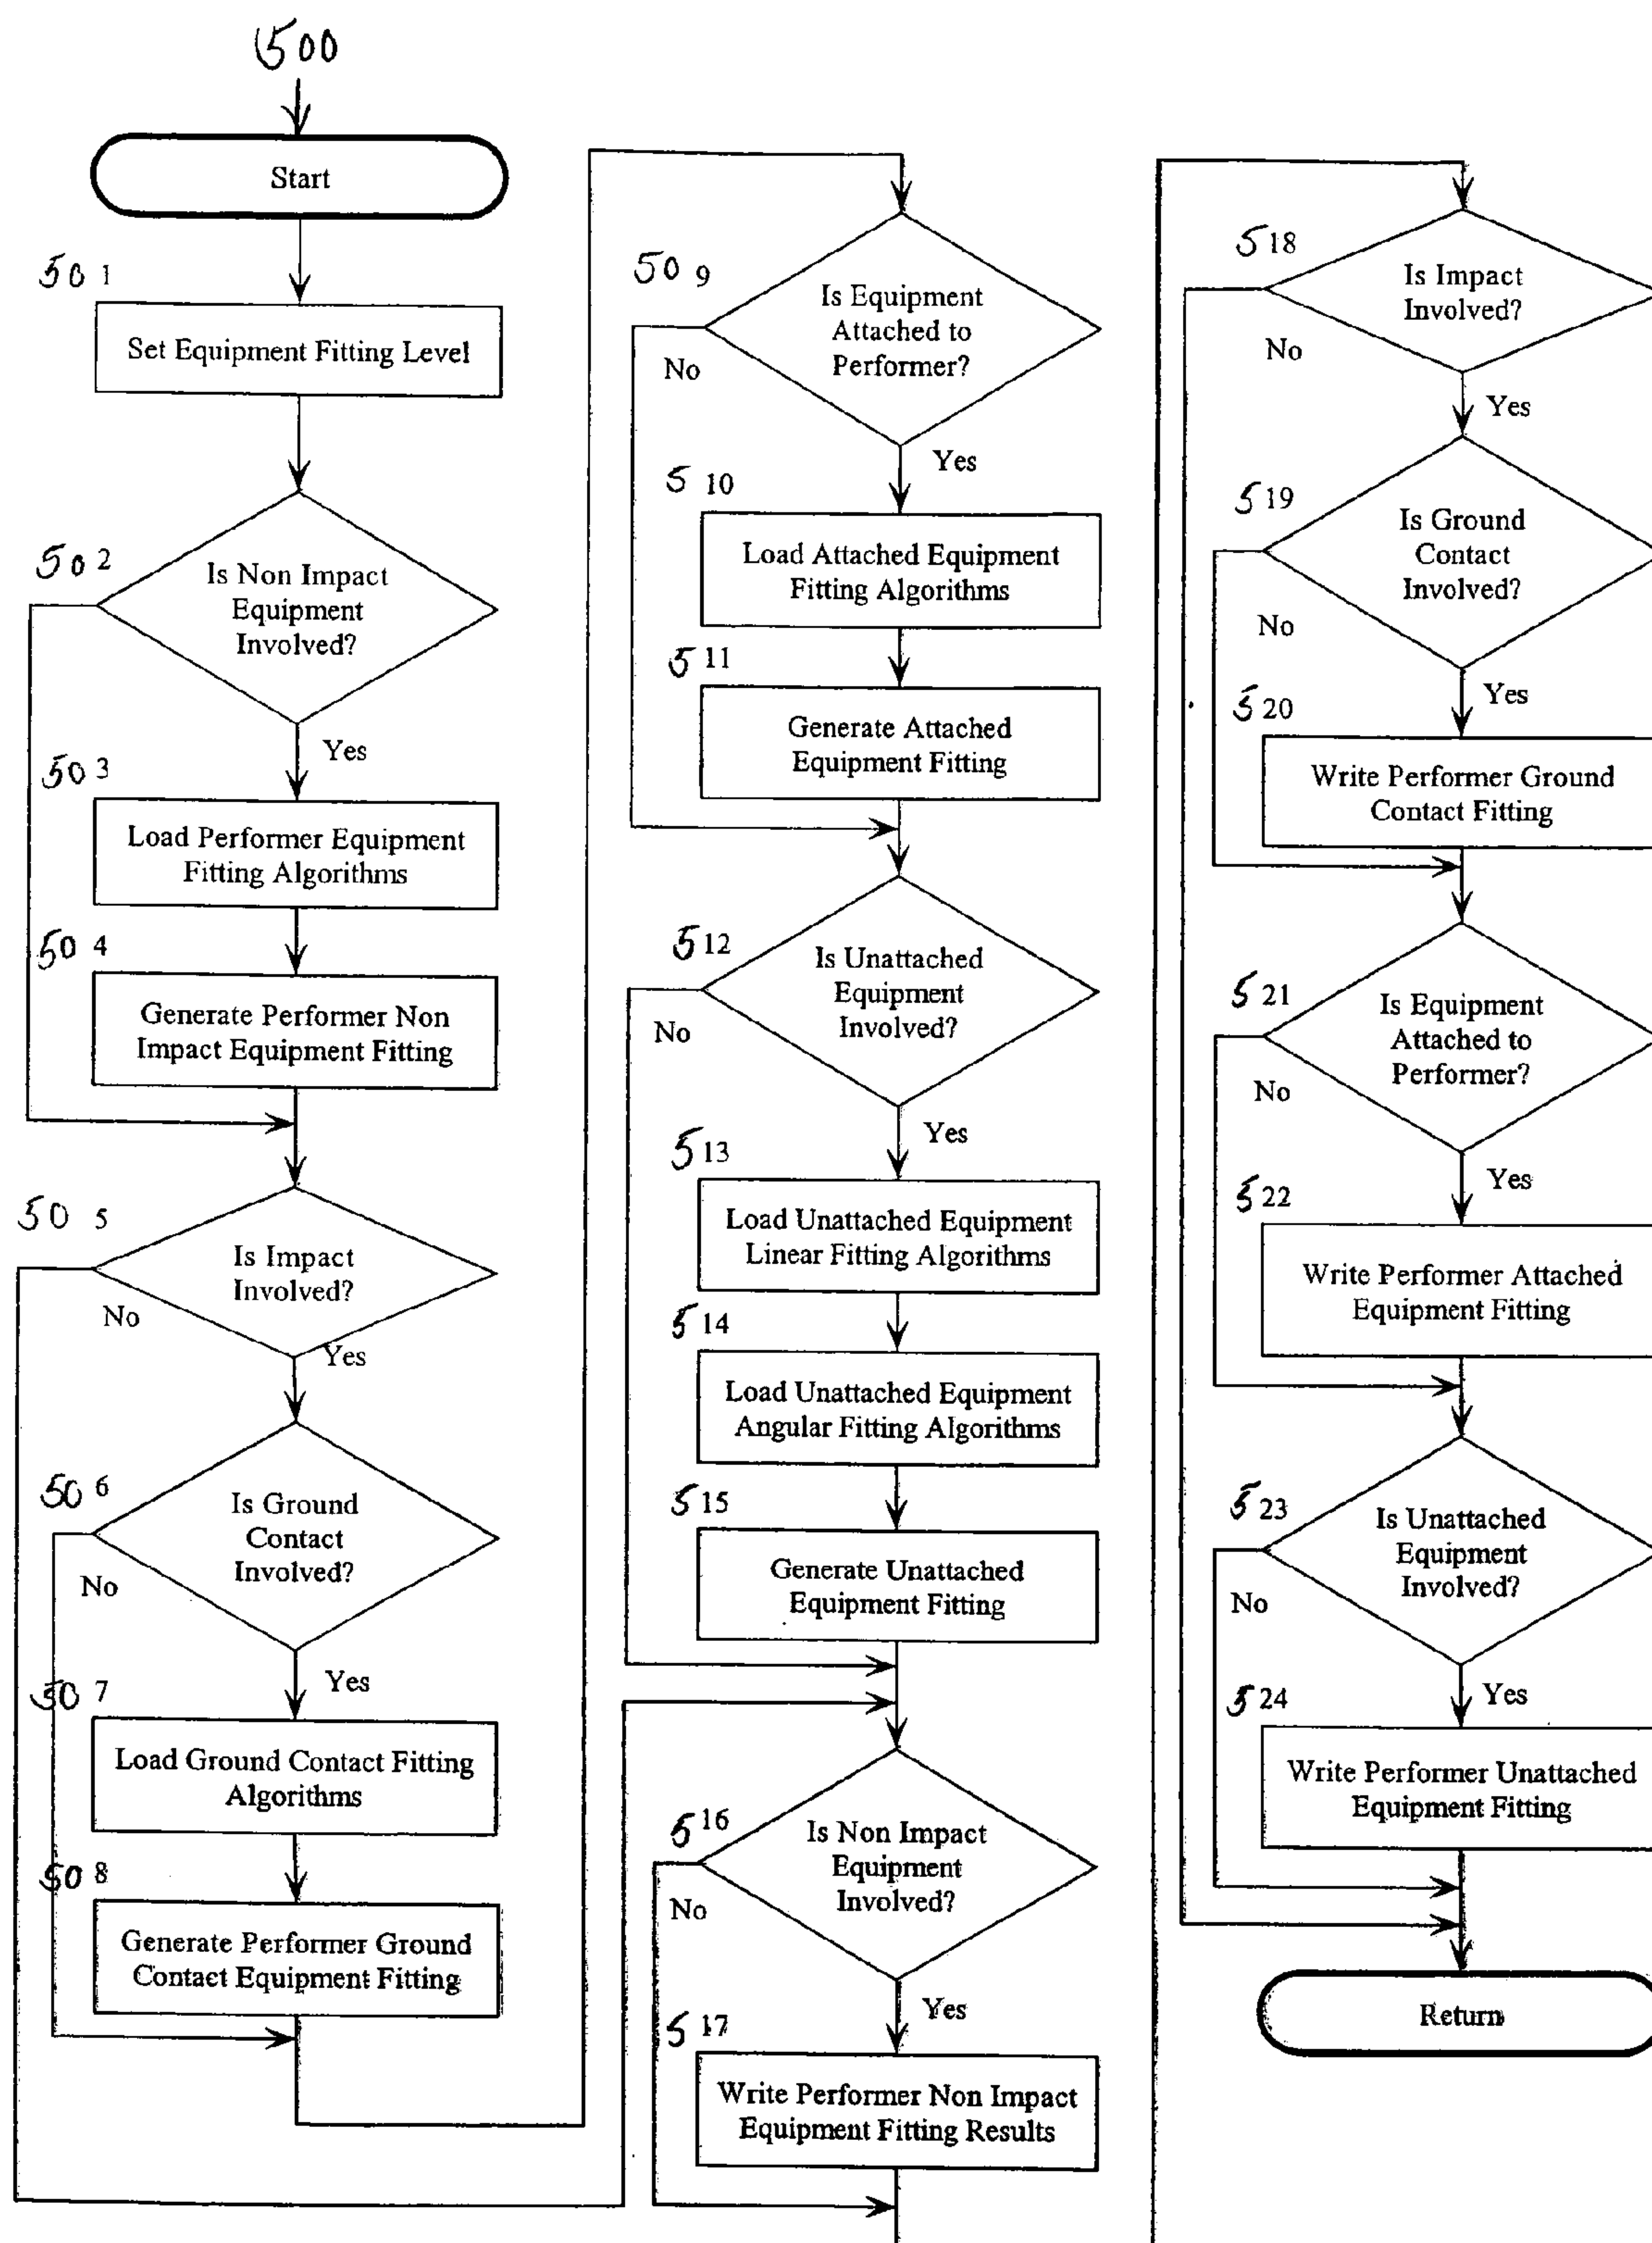 500
Start
501
Set Equipment Fitting Level
502
Is Non Impact
Equipment
Involved?
No
Yes
503
Load Performer Equipment
Fitting Algorithms
504
Generate Performer Non
Impact Equipment Fitting
505
Is Impact
Involved?
No
Yes
506
Is Ground
Contact
Involved?
No
Yes
507
Load Ground Contact Fitting
Algorithms
508
Generate Performer Ground
Contact Equipment Fitting
509
Is Equipment
Attached to
Performer?
No
Yes
510
Load Attached Equipment
Fitting Algorithms
511
Generate Attached
Equipment Fitting
512
Is Unattached
Equipment
Involved?
No
Yes
513
Load Unattached Equipment
Linear Fitting Algorithms
514
Load Unattached Equipment
Angular Fitting Algorithms
515
Generate Unattached
Equipment Fitting
516
Is Non Impact
Equipment
Involved?
No
Yes
517
Write Performer Non Impact
Equipment Fitting Results
518
Is Impact
Involved?
No
Yes
519
Is Ground
Contact
Involved?
No
Yes
520
Write Performer Ground
Contact Fitting
521
Is Equipment
Attached to
Performer?
No
Yes
522
Write Performer Attached
Equipment Fitting
523
Is Unattached
Equipment
Involved?
No
Yes
524
Write Performer Unattached
Equipment Fitting
Return